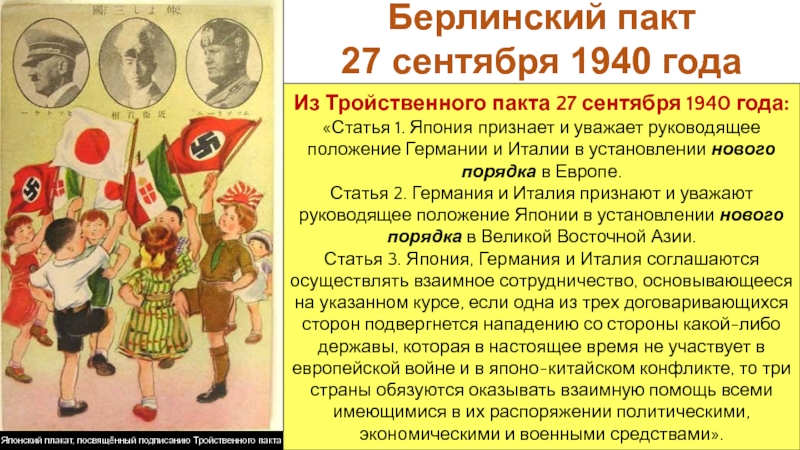 Берлинский пакт
27 сентября 1940 года
仲よし三國
ヒットラー
近衛首相
ムッソリーニ
Японский плакат, посвящённый подписанию Тройственного пакта
Из Тройственного пакта 27 сентября 1940 года:
«Статья 1. Япония признает и уважает руководящее
положение Германии и Италии в установлении нового
порядка в Европе.
Статья 2. Германия и Италия признают и уважают
руководящее положение Японии в установлении нового
порядка в Великой Восточной Азии.
Статья 3. Япония, Германия и Италия соглашаются
осуществлять взаимное сотрудничество, основывающееся
на указанном курсе, если одна из трех договаривающихся
сторон подвергнется нападению со стороны какой-либо
державы, которая в настоящее время не участвует в
европейской войне и в японо-китайском конфликте, то три
страны обязуются оказывать взаимную помощь всеми
имеющимися в их распоряжении политическими,
экономическими и военными средствами».